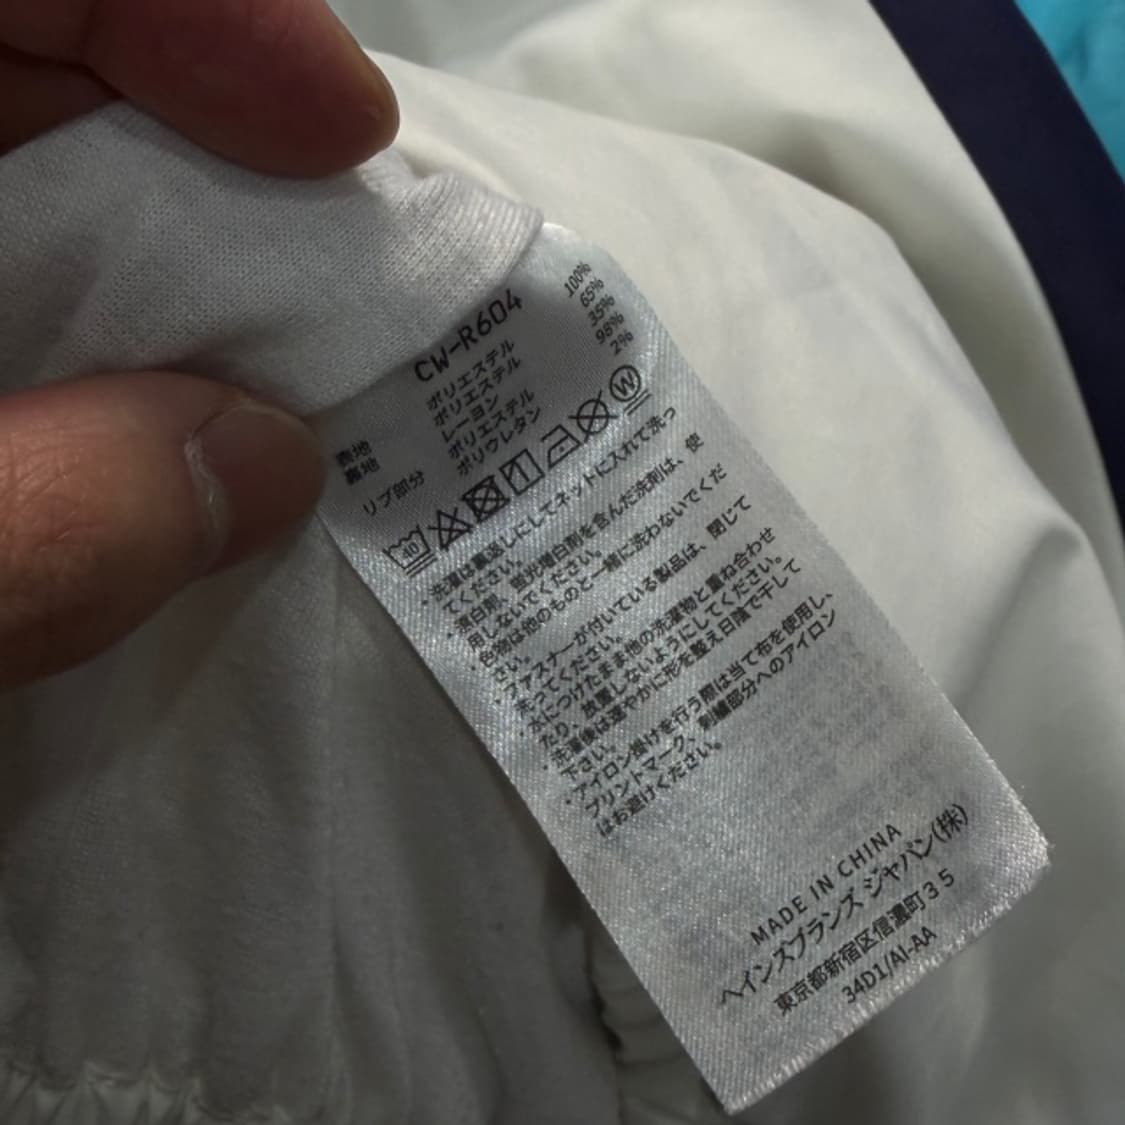 CW-R604
表地 ポリエステル 100%
裏地 ポリエステル 65%
レーヨン 35%
リブ部分 ポリエステル 98%
ポリウレタン 2%
40
W
・洗濯は裏返しにしてネットに入れて洗っ
てください。
・漂白剤、蛍光増白剤を含んだ洗剤は、使
用しないでください。
・色物は他のものと一緒に洗わないでくだ
さい。
・ファスナーが付いている製品は、閉じて
洗ってください。
・水につけたまま他の洗濯物と重ね合わせ
たり、放置しないようにしてください。
・洗濯後は速やかに形を整え日陰で干して
下さい。
・アイロン掛けを行う際は当て布を使用し、
プリントマーク、刺繍部分へのアイロン
はお避けください。
MADE IN CHINA
ヘインズブランズ ジャパン(株)
東京都新宿区信濃町35
34D1/AI-AA